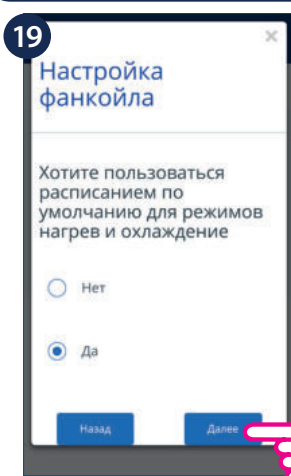 19
×
Настройка
фанкойла
Хотите пользоваться
расписанием по
умолчанию для режимов
нагрев и охлаждение
Нет
Да
Назад
Далее